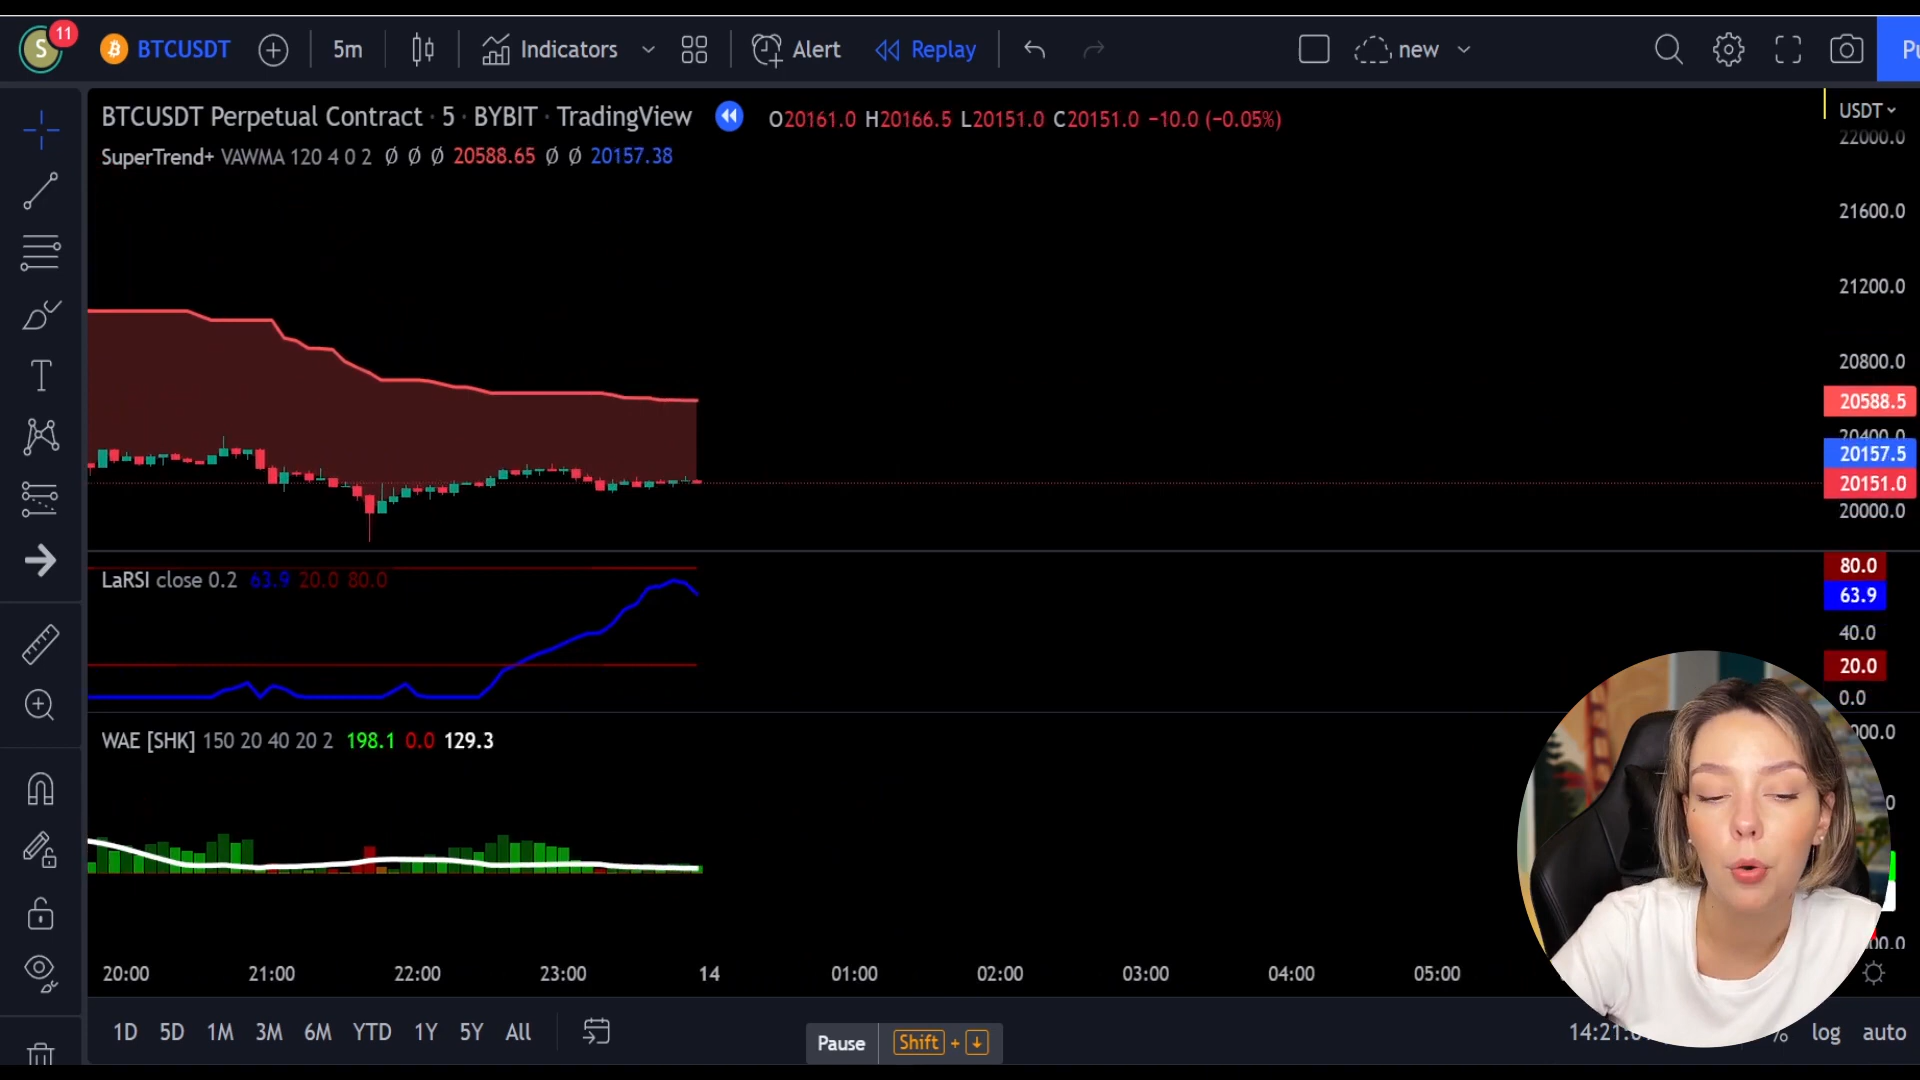 S 11 BTCUSDT 5m Indicators Alert Replay new Pu
BTCUSDT Perpetual Contract · 5 · BYBIT · TradingView O20161.0 H20166.5 L20151.0 C20151.0 −10.0 (−0.05%)
SuperTrend+ VAWMA 120 4 0 2 Ø Ø Ø 20588.65 Ø Ø 20157.38
USDT
22000.0
21600.0
21200.0
20800.0
20588.5
20400.0
20157.5
20151.0
20000.0
LaRSI close 0.2 63.9 20.0 80.0
80.0
63.9
40.0
20.0
0.0
WAE [SHK] 150 20 40 20 2 198.1 0.0 129.3
20:00 21:00 22:00 23:00 14 01:00 02:00 03:00 04:00 05:00
1D 5D 1M 3M 6M YTD 1Y 5Y All
Pause Shift + ↓
% log auto